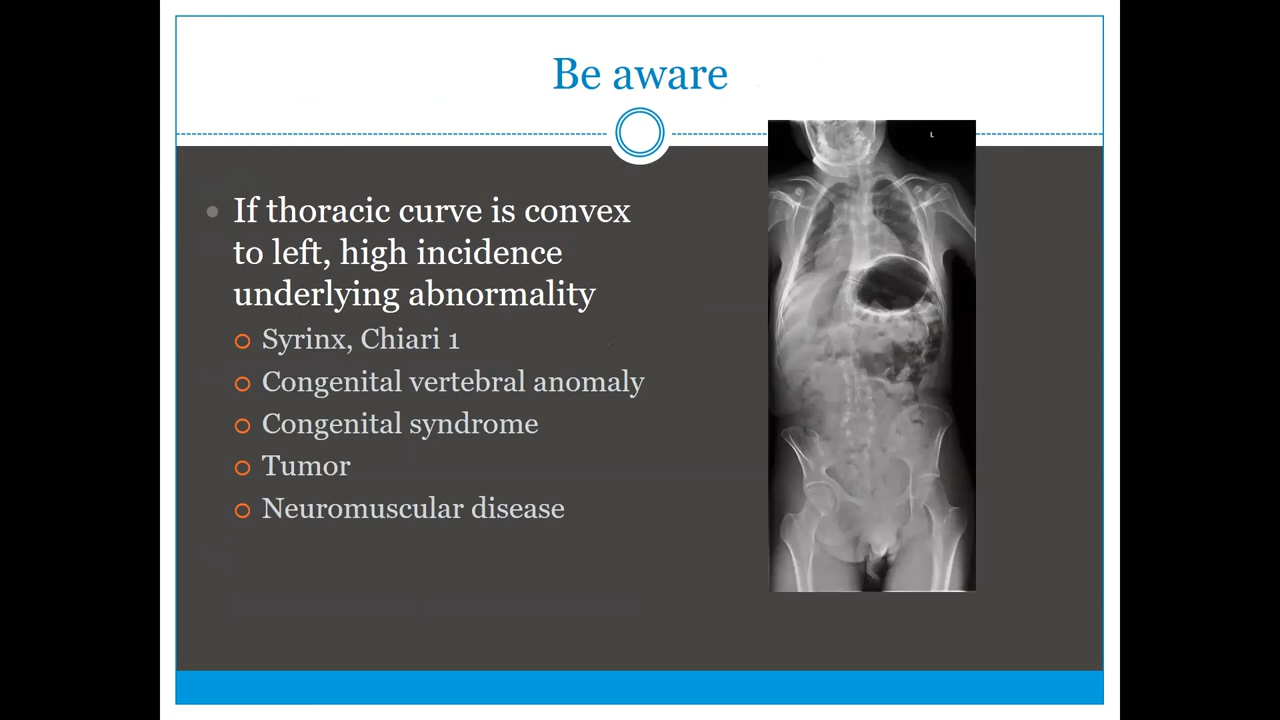 Be aware
L
If thoracic curve is convex
to left, high incidence
underlying abnormality
Syrinx, Chiari 1
Congenital vertebral anomaly
Congenital syndrome
Tumor
Neuromuscular disease